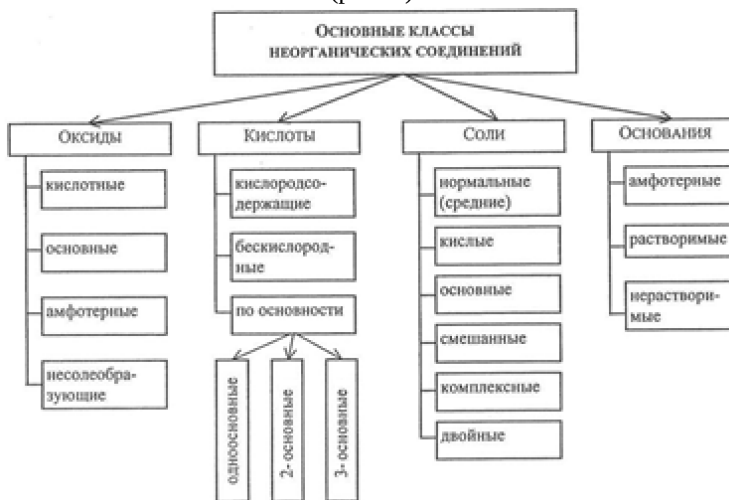 ОСНОВНЫЕ КЛАССЫ
НЕОРГАНИЧЕСКИХ СОЕДИНЕНИЙ
ОКСИДЫ
кислотные
основные
амфотерные
несолеобра-
зующие
КИСЛОТЫ
кислородсо-
держащие
бескислород-
ные
по основности
одноосновные
2- основные
3- основные
СОЛИ
нормальные
(средние)
кислые
основные
смешанные
комплексные
двойные
ОСНОВАНИЯ
амфотерные
растворимые
нераствори-
мые